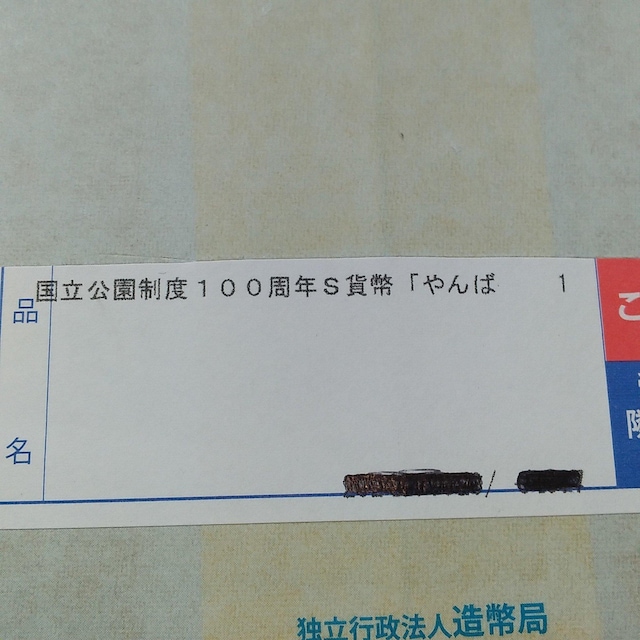 国立公園制度１００周年Ｓ貨幣「やんば 1
品
名
独立行政法人造幣局